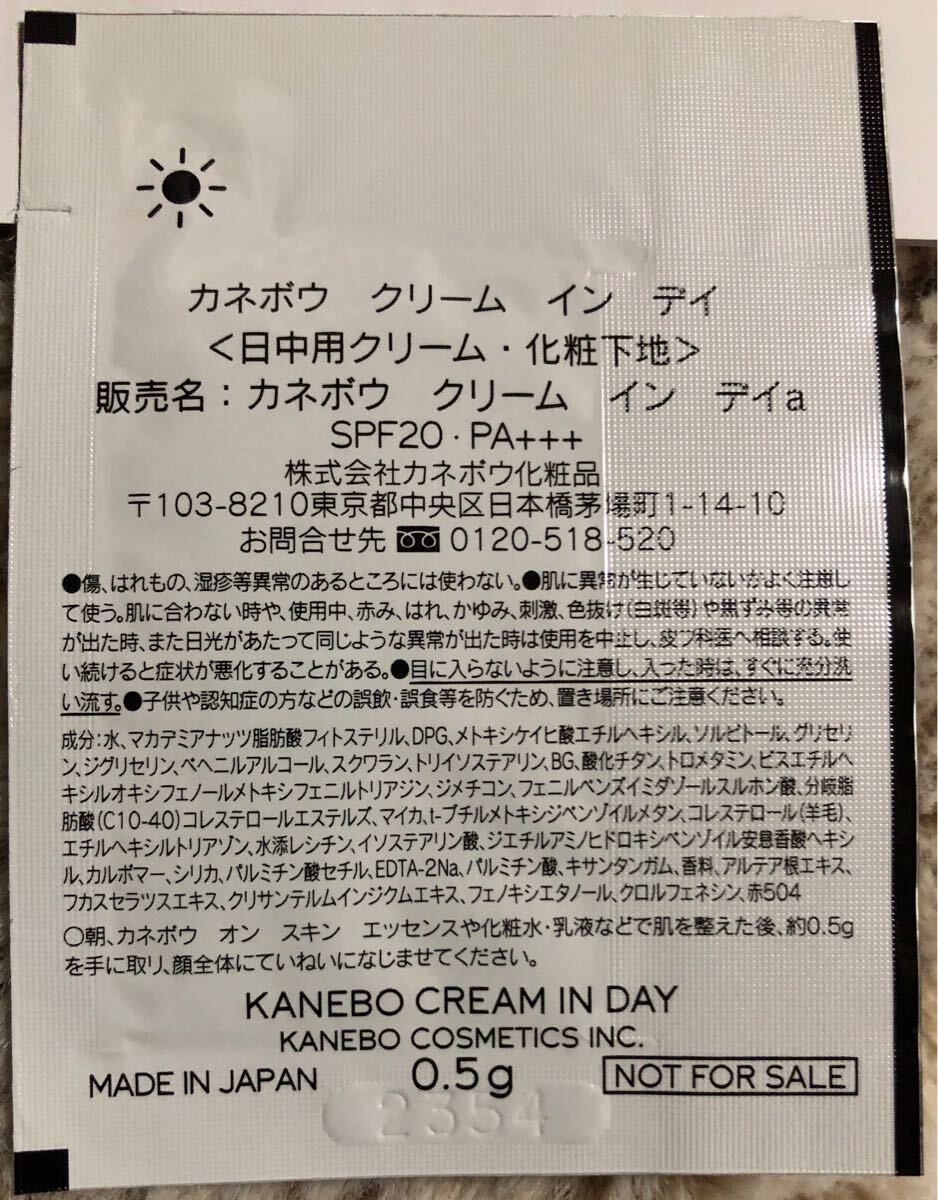 カネボウ クリーム イン デイ
<日中用クリーム・化粧下地>
販売名：カネボウ クリーム イン デイa
SPF20・PA+++
株式会社カネボウ化粧品
〒103-8210東京都中央区日本橋茅場町1-14-10
お問合せ先 0120-518-520
●傷、はれもの、湿疹等異常のあるところには使わない。●肌に異常が生じていないかよく注意し
て使う。肌に合わない時や、使用中、赤み、はれ、かゆみ、刺激、色抜け(白斑等)や黒ずみ等の異常
が出た時、また日光があたって同じような異常が出た時は使用を中止し、皮フ科医へ相談する。使
い続けると症状が悪化することがある。●目に入らないように注意し、入った時は、すぐに充分洗
い流す。●子供や認知症の方などの誤飲・誤食等を防ぐため、置き場所にご注意ください。
成分：水、マカデミアナッツ脂肪酸フィトステリル、DPG、メトキシケイヒ酸エチルヘキシル、ソルビトール、グリセリ
ン、ジグリセリン、ベヘニルアルコール、スクワラン、トリイソステアリン、BG、酸化チタン、トロメタミン、ビスエチルヘ
キシルオキシフェノールメトキシフェニルトリアジン、ジメチコン、フェニルベンズイミダゾールスルホン酸、分岐脂
肪酸(C10-40)コレステロールエステルズ、マイカ、t-ブチルメトキシジベンゾイルメタン、コレステロール(羊毛)、
エチルヘキシルトリアゾン、水添レシチン、イソステアリン酸、ジエチルアミノヒドロキシベンゾイル安息香酸ヘキシ
ル、カルボマー、シリカ、パルミチン酸セチル、EDTA-2Na、パルミチン酸、キサンタンガム、香料、アルテア根エキス、
フカスセラツスエキス、クリサンテルムインジクムエキス、フェノキシエタノール、クロルフェネシン、赤504
○朝、カネボウ オン スキン エッセンスや化粧水・乳液などで肌を整えた後、約0.5g
を手に取り、顔全体にていねいになじませてください。
KANEBO CREAM IN DAY
KANEBO COSMETICS INC.
MADE IN JAPAN 0.5g NOT FOR SALE
2354